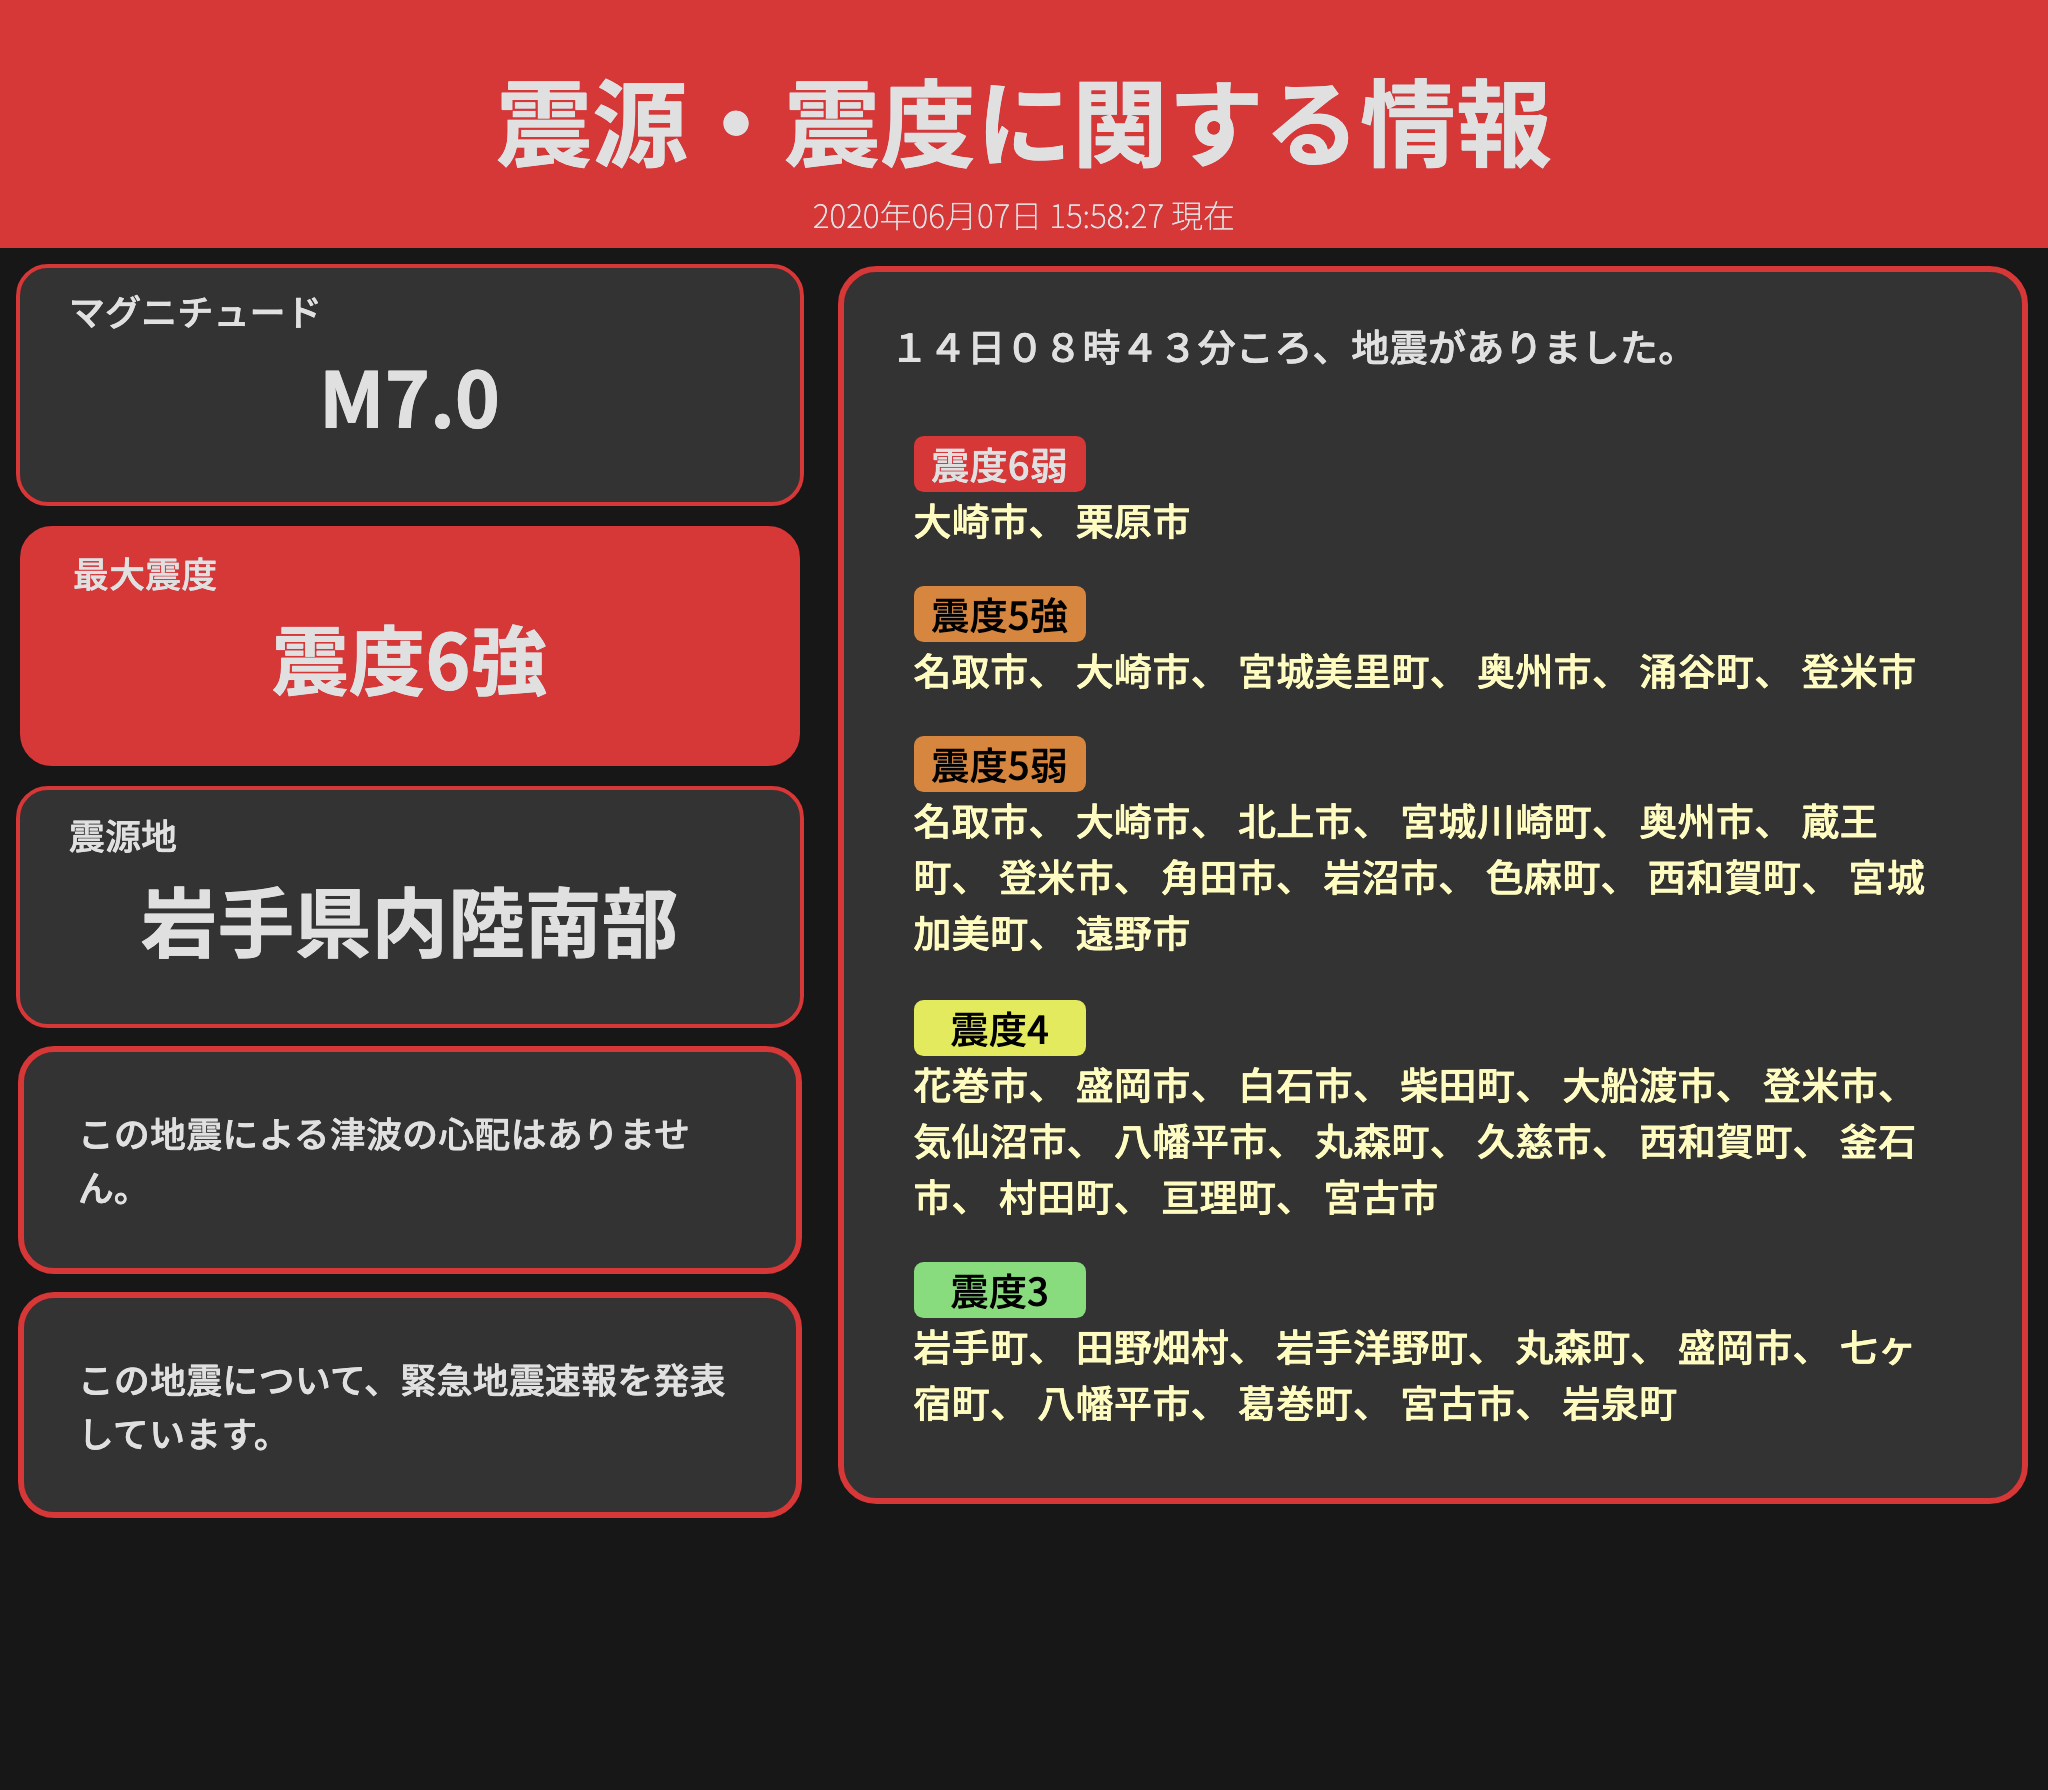 震源・震度に関する情報
2020年06月07日 15:58:27 現在
マグニチュード
M7.0
最大震度
震度6強
震源地
岩手県内陸南部
この地震による津波の心配はありませ
ん。
この地震について、緊急地震速報を発表
しています。
１４日０８時４３分ころ、地震がありました。
震度6弱
大崎市、 栗原市
震度5強
名取市、 大崎市、 宮城美里町、 奥州市、 涌谷町、 登米市
震度5弱
名取市、 大崎市、 北上市、 宮城川崎町、 奥州市、 蔵王
町、 登米市、 角田市、 岩沼市、 色麻町、 西和賀町、 宮城
加美町、 遠野市
震度4
花巻市、 盛岡市、 白石市、 柴田町、 大船渡市、 登米市、
気仙沼市、 八幡平市、 丸森町、 久慈市、 西和賀町、 釜石
市、 村田町、 亘理町、 宮古市
震度3
岩手町、 田野畑村、 岩手洋野町、 丸森町、 盛岡市、 七ヶ
宿町、 八幡平市、 葛巻町、 宮古市、 岩泉町